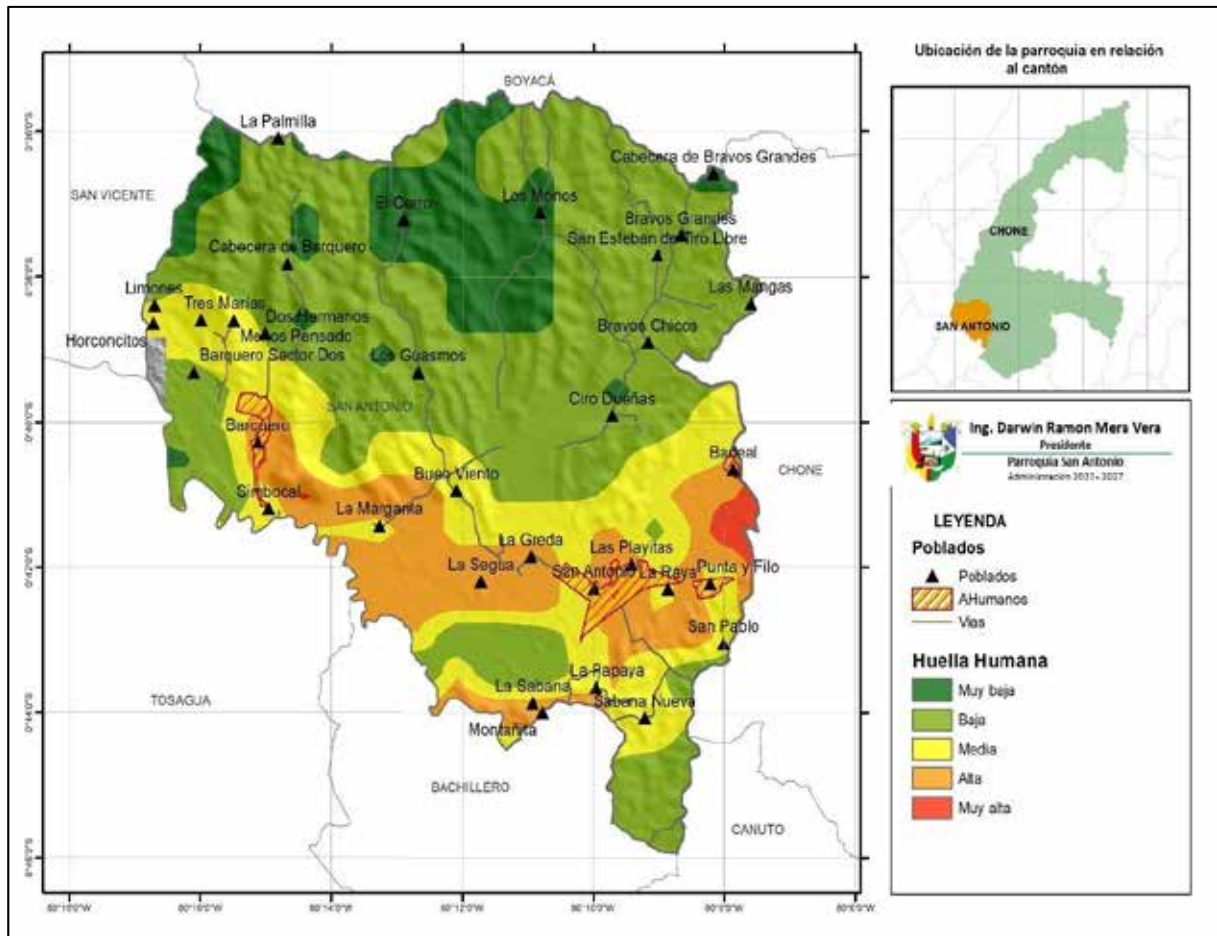 BOYACÁ
La Palmilla
Cabecera de Bravos Grandes
SAN VICENTE
El Cerro
Los Monos
Bravos Grandes
San Esteban de Tiro Libre
Cabecera de Barquero
Limones
Las Mangas
Tres Marias
Dos Hermanos
Menos Pensado
Horconcitos
Bravos Chicos
Barquero Sector Dos
Los Guasmos
SAN ANTONIO
Ciro Dueñas
Barquero
Badeal
CHONE
Buen Viento
Simbocal
La Margarita
La Greda
Las Playitas
La Segua
San Antonio
La Raya
Punta y Filo
San Pablo
La Papaya
La Sabana
Sabana Nueva
TOSAGUA
Montañita
BACHILLERO
CANUTO
Ubicación de la parroquia en relación
al cantón
CHONE
SAN ANTONIO
Ing. Darwin Ramon Mera Vera
Presidente
Parroquia San Antonio
LEYENDA
Poblados
Poblados
AHumanos
Vias
Huella Humana
Muy baja
Baja
Media
Alta
Muy alta